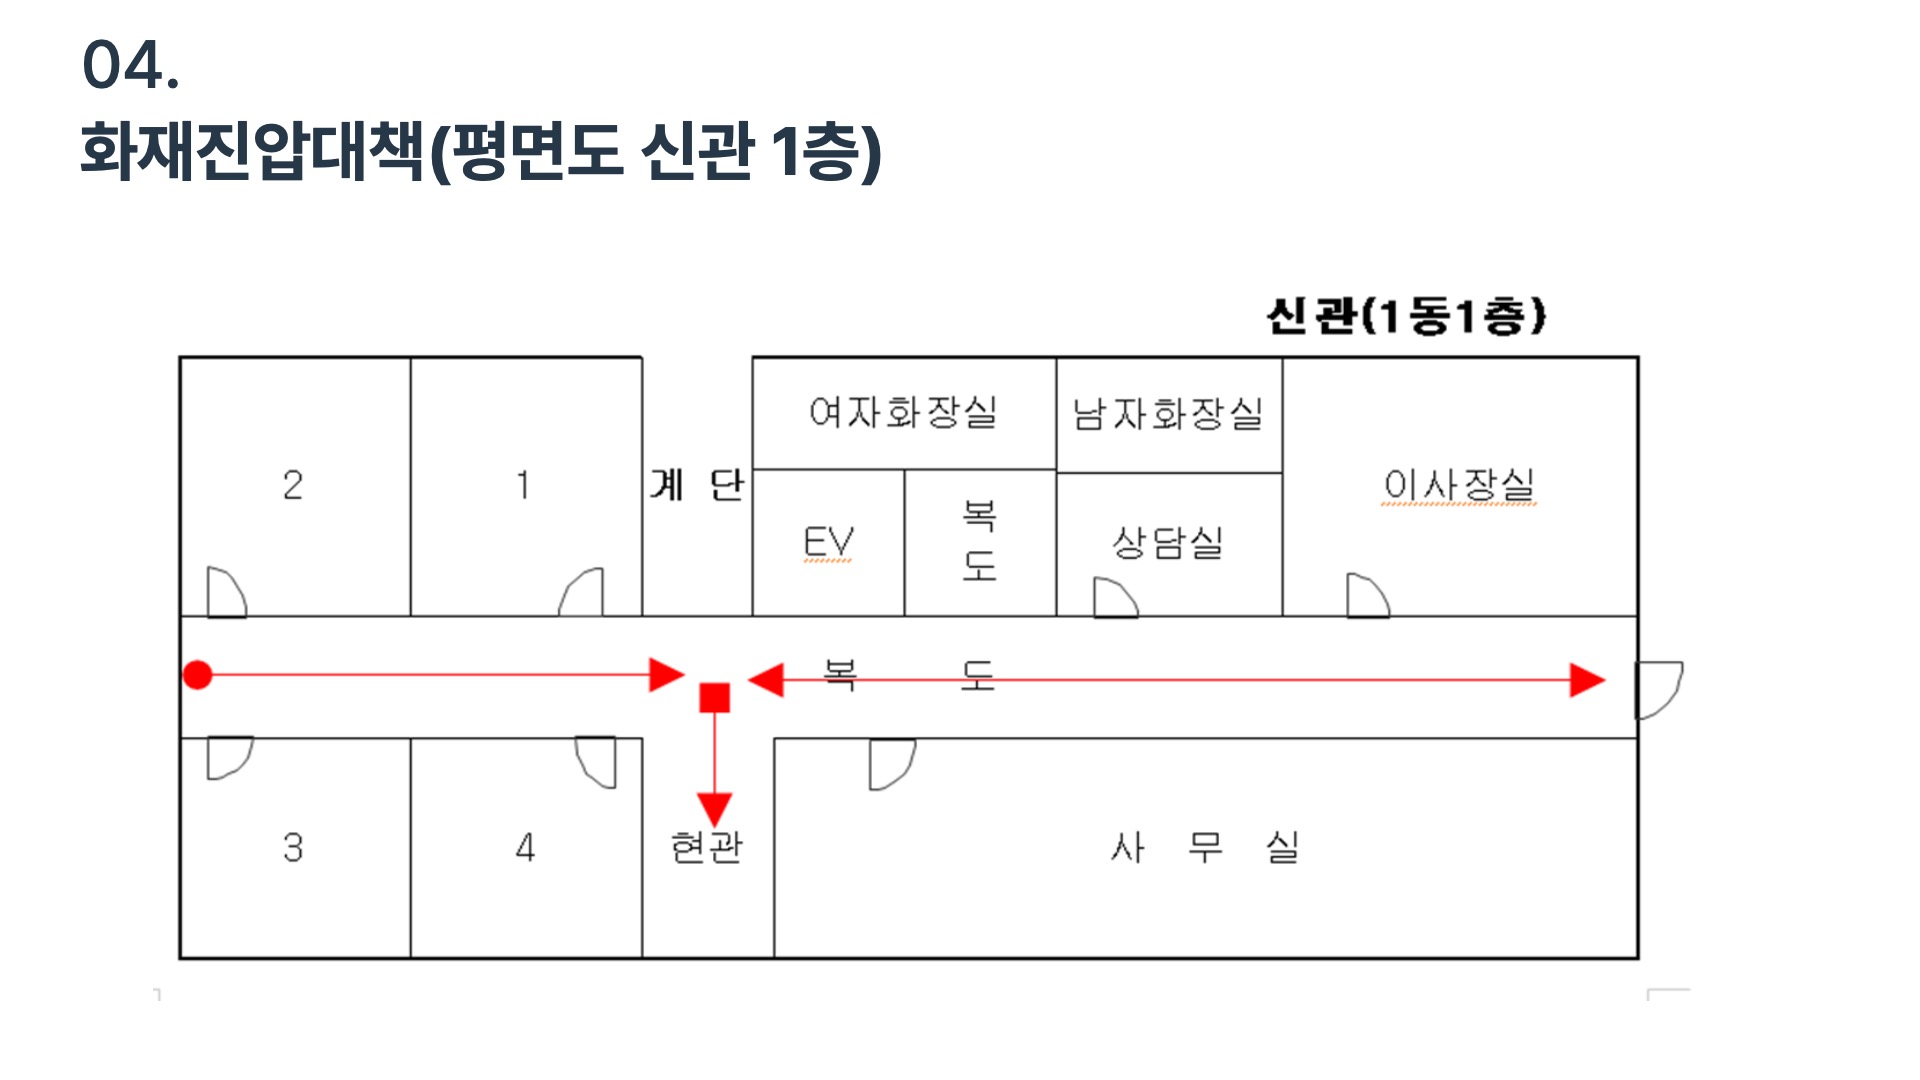 04.
화재진압대책(평면도 신관 1층)
신관(1동1층)
여자화장실
남자화장실
2
1
계 단
이사장실
EV
복
도
상담실
복 도
3
4
현관
사 무 실